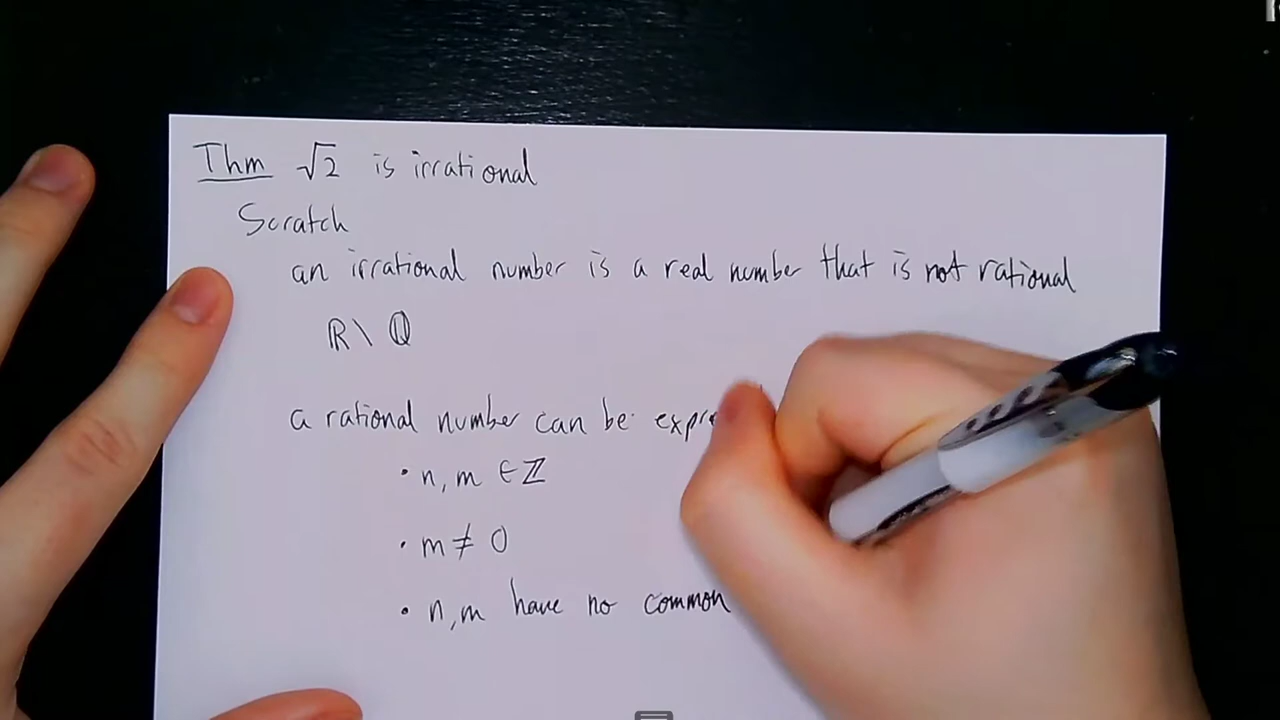 Thm √2 is irrational
Scratch
an irrational number is a real number that is not rational
ℝ \ ℚ
a rational number can be
• n, m ∈ ℤ
• m ≠ 0
• n, m have no common